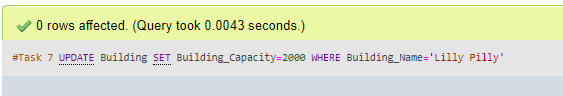 0 rows affected. (Query took 0.0043 seconds.)
#Task 7 UPDATE Building SET Building_Capacity=2000 WHERE Building_Name='Lilly Pilly'